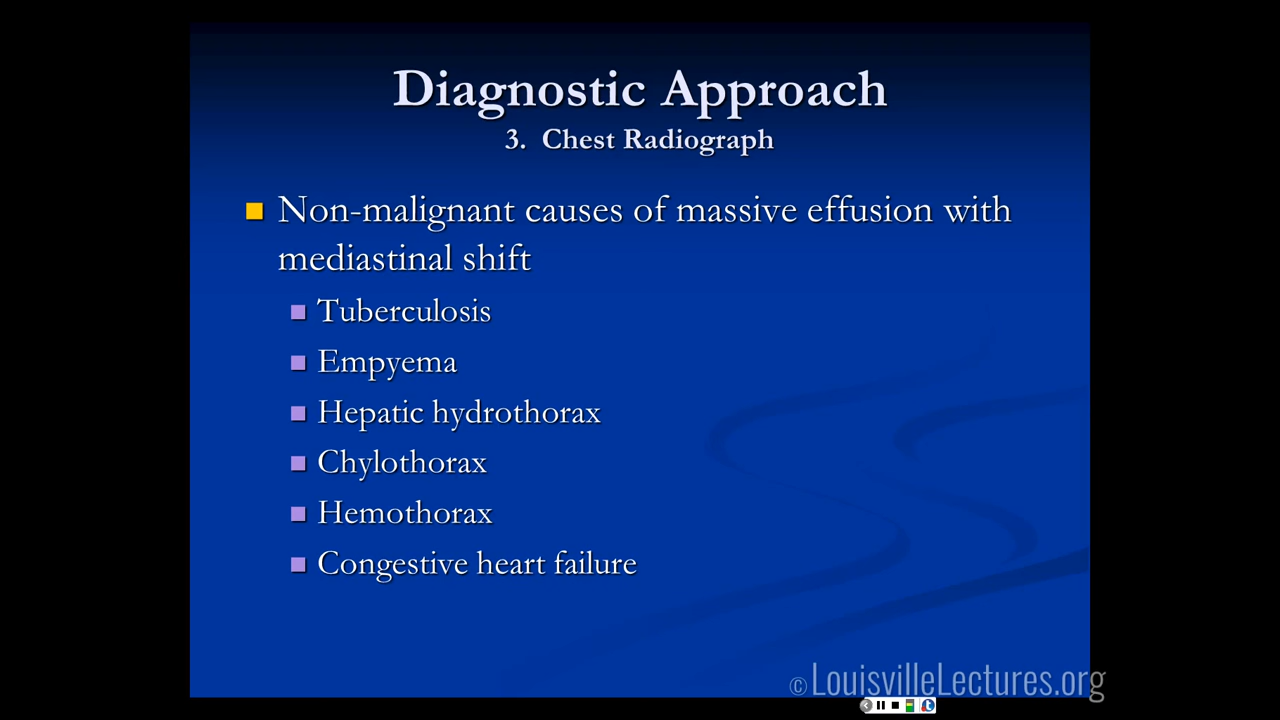 Diagnostic Approach
3. Chest Radiograph
Non-malignant causes of massive effusion with
mediastinal shift
Tuberculosis
Empyema
Hepatic hydrothorax
Chylothorax
Hemothorax
Congestive heart failure
© LouisvilleLectures.org